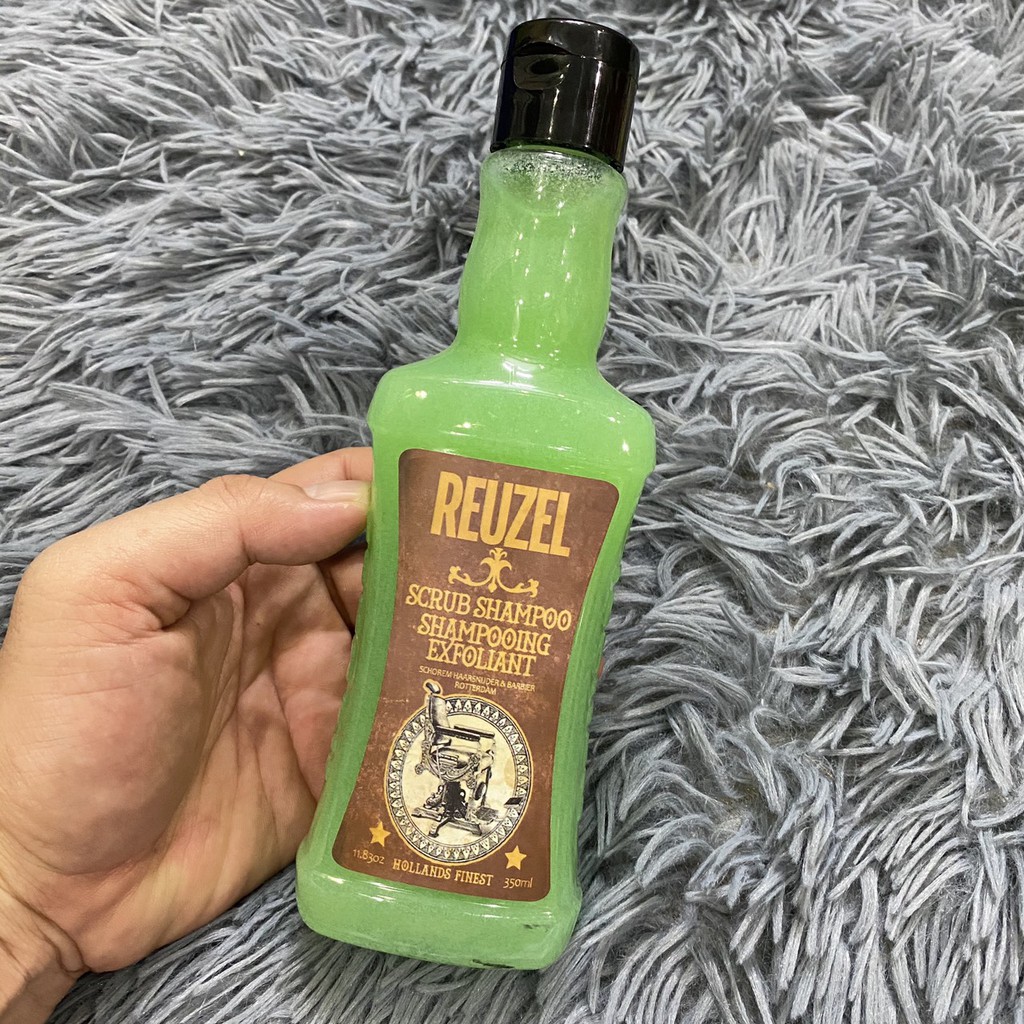 REUZEL
SCRUB SHAMPOO
SHAMPOOING
EXFOLIANT
SCHOREM HAARSNIJDER & BARBIER
ROTTERDAM
11.83oz
HOLLANDS FINEST
350ml